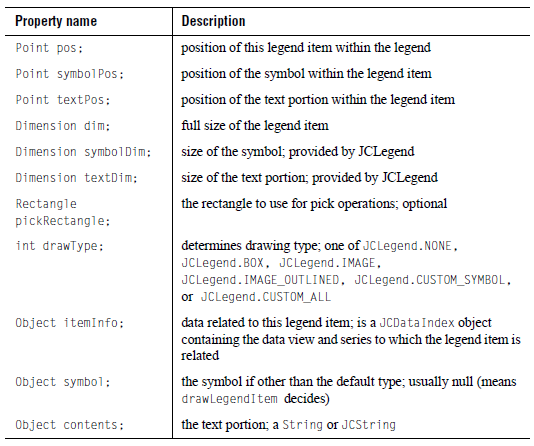 Property name Description
Point pos; position of this legend item within the legend
Point symbolPos; position of the symbol within the legend item
Point textPos; position of the text portion within the legend item
Dimension dim; full size of the legend item
Dimension symbolDim; size of the symbol; provided by JCLegend
Dimension textDim; size of the text portion; provided by JCLegend
Rectangle the rectangle to use for pick operations; optional
pickRectangle;
int drawType; determines drawing type; one of JCLegend.NONE,
JCLegend.BOX, JCLegend.IMAGE,
JCLegend.IMAGE_OUTLINED, JCLegend.CUSTOM_SYMBOL,
or JCLegend.CUSTOM_ALL
Object itemInfo; data related to this legend item; is a JCDataIndex object
containing the data view and series to which the legend item is
related
Object symbol; the symbol if other than the default type; usually null (means
drawLegendItem decides)
Object contents; the text portion; a String or JCString